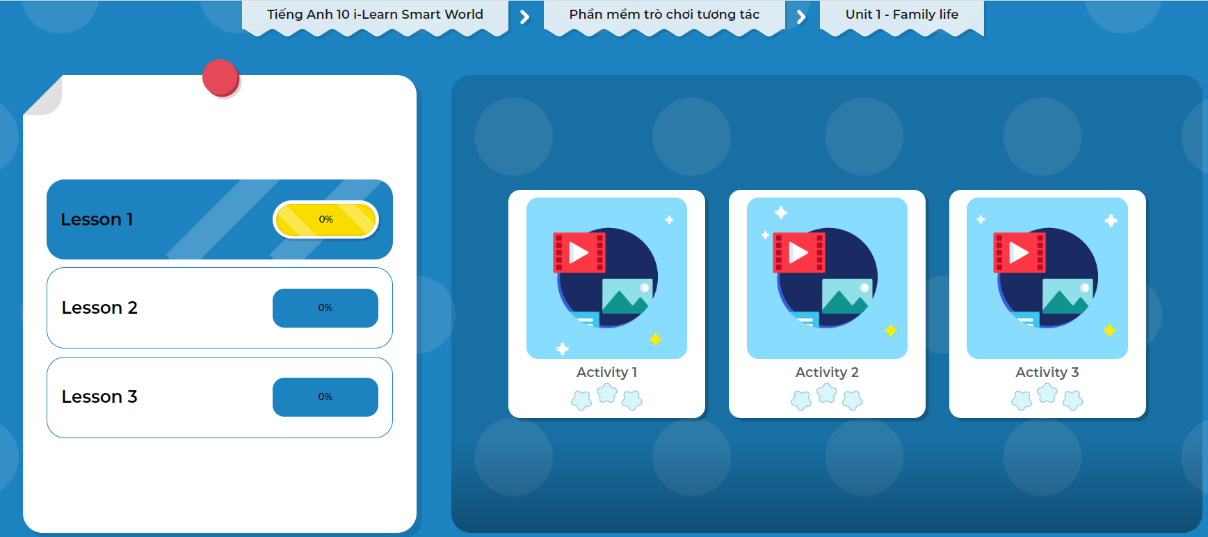 Tiếng Anh 10 i-Learn Smart World
Phần mềm trò chơi tương tác
Unit 1 - Family life
Lesson 1
0%
Lesson 2
0%
Lesson 3
0%
Activity 1
Activity 2
Activity 3